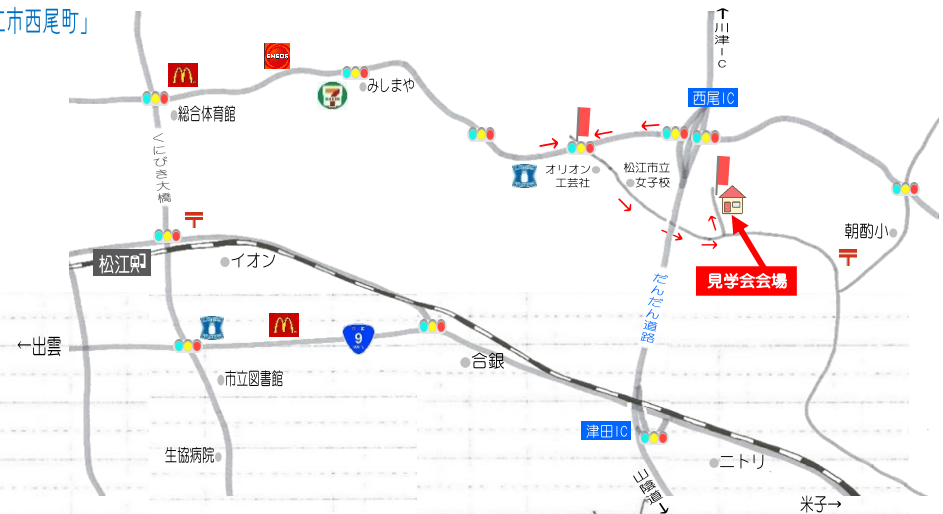 二市西尾町」
↑川津IC
ENEOS
みしまや
総合体育館
西尾IC
くにびき大橋
オリオン
工芸社
松江市立
女子校
朝酌小
松江駅
イオン
見学会会場
だんだん道路
9
←出雲
合銀
市立図書館
津田IC
生協病院
ニトリ
山陰道→
米子→